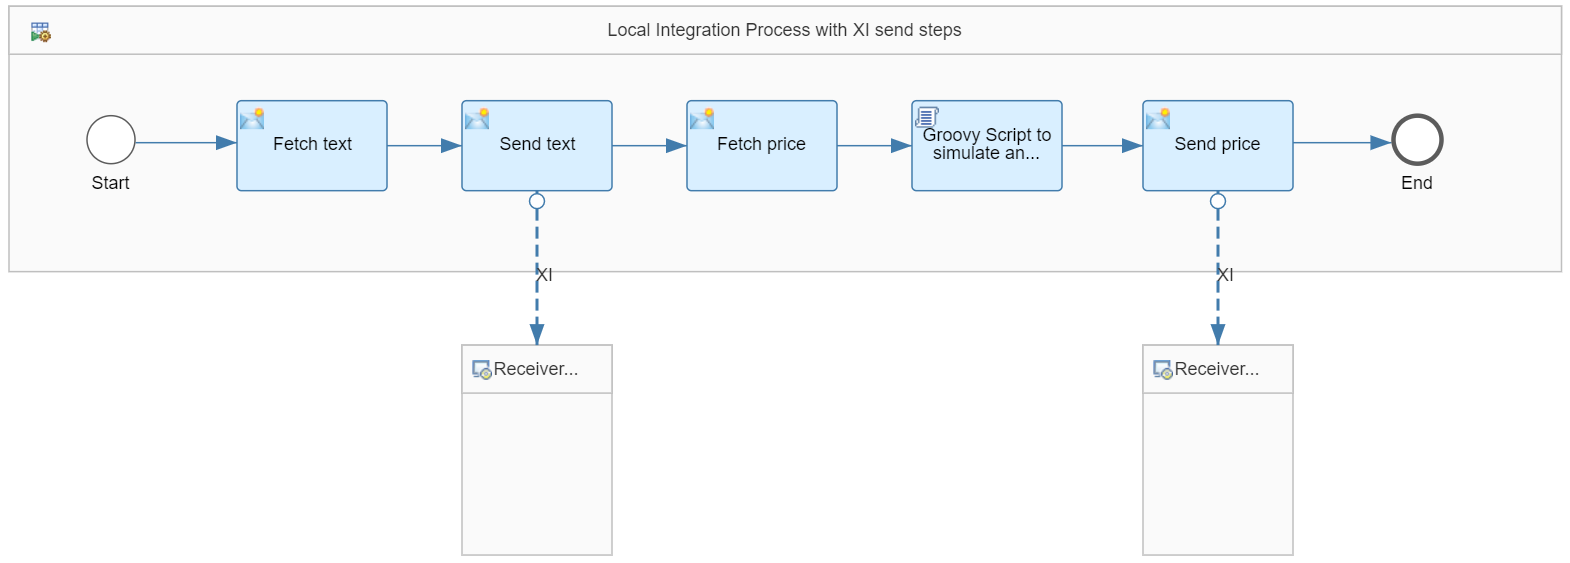 Local Integration Process with XI send steps
Start
Fetch text
Send text
Fetch price
Groovy Script to
simulate an...
Send price
End
XI
XI
Receiver...
Receiver...